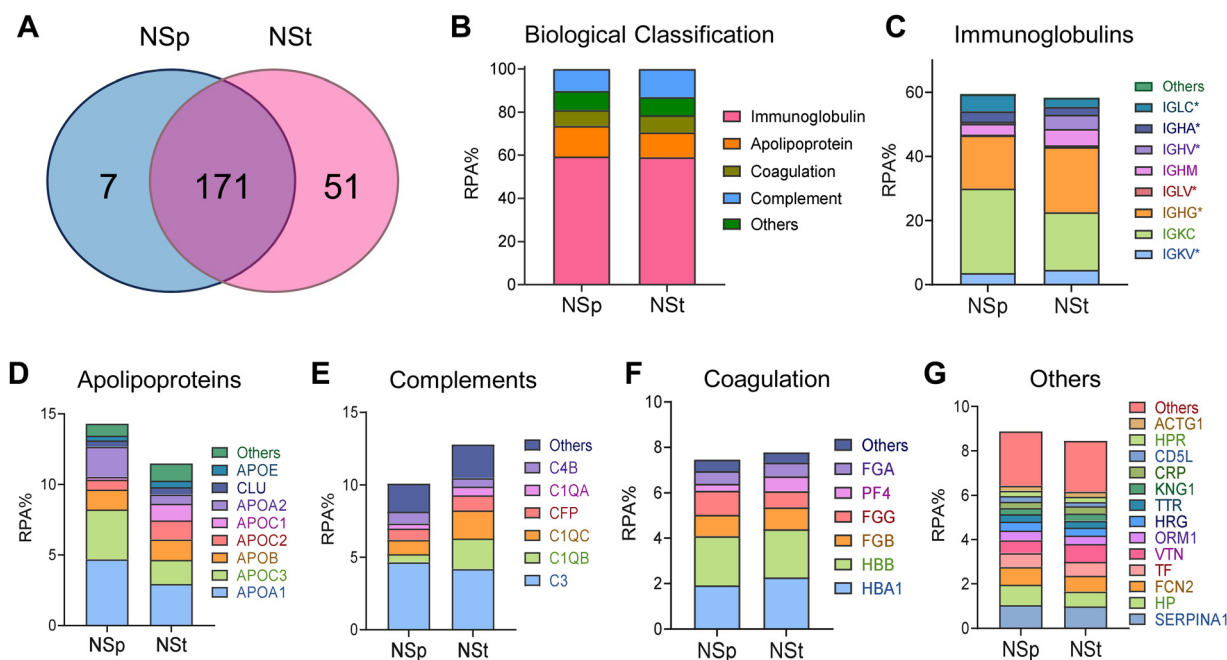 A
NSp
NSt
7
171
51
B
Biological Classification
RPA%
100
80
60
40
20
0
NSp
NSt
Immunoglobulin
Apolipoprotein
Coagulation
Complement
Others
C
Immunoglobulins
RPA%
60
40
20
0
NSp
NSt
Others
IGLC*
IGHA*
IGHV*
IGHM
IGLV*
IGHG*
IGKC
IGKV*
D
Apolipoproteins
RPA%
15
10
5
0
NSp
NSt
Others
APOE
CLU
APOA2
APOC1
APOC2
APOB
APOC3
APOA1
E
Complements
RPA%
15
10
5
0
NSp
NSt
Others
C4B
C1QA
CFP
C1QC
C1QB
C3
F
Coagulation
RPA%
10
8
6
4
2
0
NSp
NSt
Others
FGA
PF4
FGG
FGB
HBB
HBA1
G
Others
RPA%
10
8
6
4
2
0
NSp
NSt
Others
ACTG1
HPR
CD5L
CRP
KNG1
TTR
HRG
ORM1
VTN
TF
FCN2
HP
SERPINA1